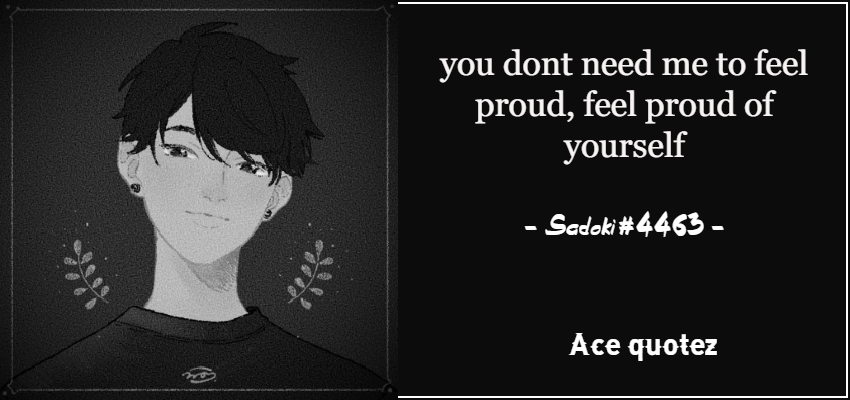 you dont need me to feel
proud, feel proud of
yourself
- Sadoki#4463 -
Ace quotez